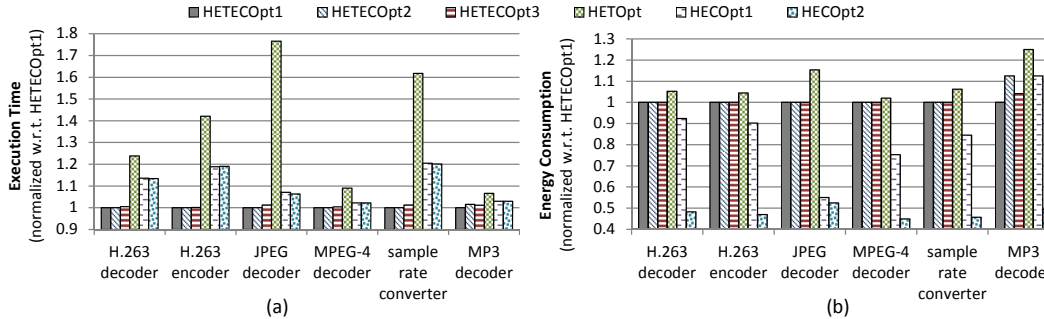 HETECOpt1 HETECOpt2 HETECOpt3 HETOpt HECOpt1 HECOpt2
Execution Time
(normalized w.r.t. HETECOpt1)
1.8
1.7
1.6
1.5
1.4
1.3
1.2
1.1
1
0.9
H.263 decoder
H.263 encoder
JPEG decoder
MPEG-4 decoder
sample rate converter
MP3 decoder
(a)
Energy Consumption
(normalized w.r.t. HETECOpt1)
1.3
1.2
1.1
1
0.9
0.8
0.7
0.6
0.5
0.4
H.263 decoder
H.263 encoder
JPEG decoder
MPEG-4 decoder
sample rate converter
MP3 decoder
(b)